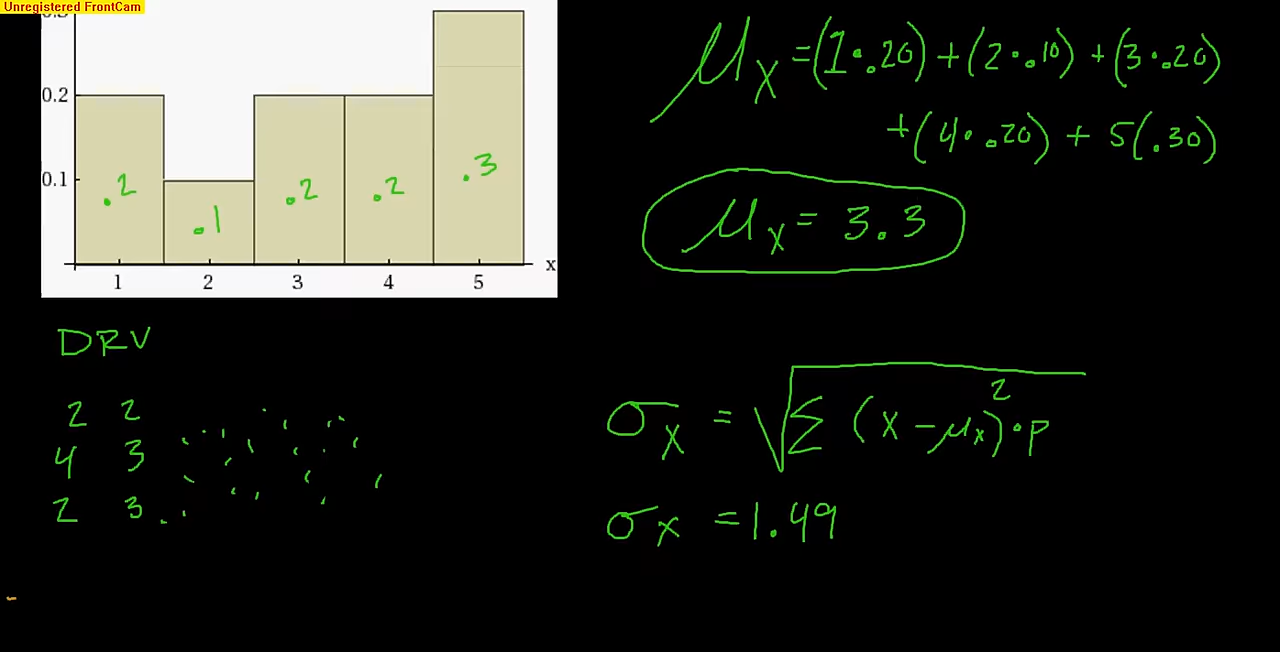 Unregistered FrontCam
0.2
0.1
.2
.1
.2
.2
.3
1 2 3 4 5 x
μx = (1·.20) + (2·.10) + (3·.20)
+ (4·.20) + 5(.30)
μx = 3.3
DRV
2 2
4 3
2 3
σx = √Σ (x - μx)²·p
σx = 1.49